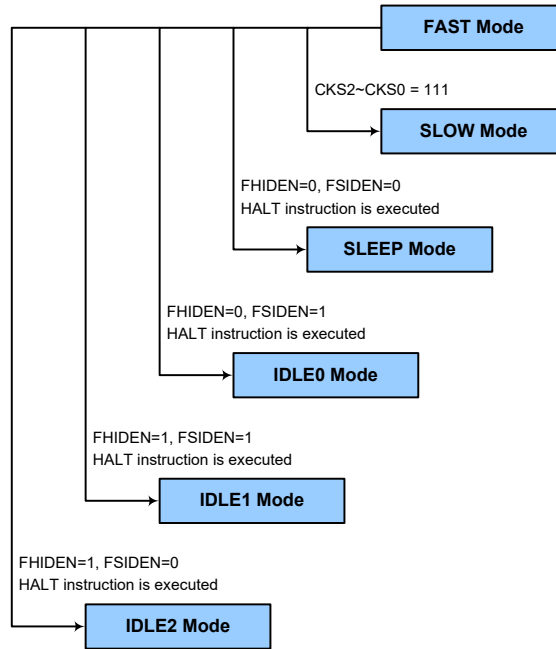 FAST Mode
CKS2~CKS0 = 111
SLOW Mode
FHIDEN=0, FSIDEN=0
HALT instruction is executed
SLEEP Mode
FHIDEN=0, FSIDEN=1
HALT instruction is executed
IDLE0 Mode
FHIDEN=1, FSIDEN=1
HALT instruction is executed
IDLE1 Mode
FHIDEN=1, FSIDEN=0
HALT instruction is executed
IDLE2 Mode